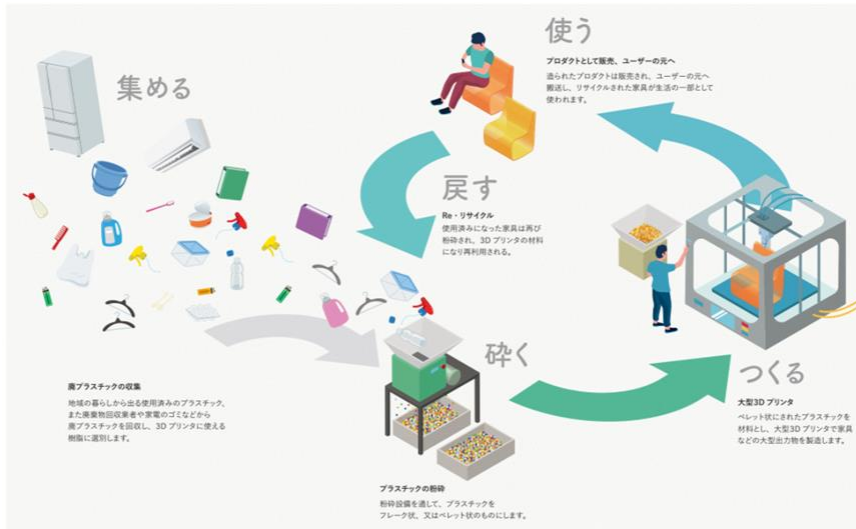 集める
廃プラスチックの収集
地域の暮らしから出る使用済みのプラスチック、
また廃棄物回収業者や家電のゴミなどから
廃プラスチックを回収し、3Dプリンタに使える
樹脂に選別します。
砕く
プラスチックの粉砕
粉砕設備を通して、プラスチックを
フレーク状、又はペレット状のものにします。
つくる
大型3Dプリンタ
ペレット状にされたプラスチックを
材料とし、大型3Dプリンタで家具
などの大型出力物を製造します。
使う
プロダクトとして販売、ユーザーの元へ
造られたプロダクトは販売され、ユーザーの元へ
搬送し、リサイクルされた家具が生活の一部として
使われます。
戻す
Re・リサイクル
使用済みになった家具は再び
粉砕され、3Dプリンタの材料
になり再利用される。